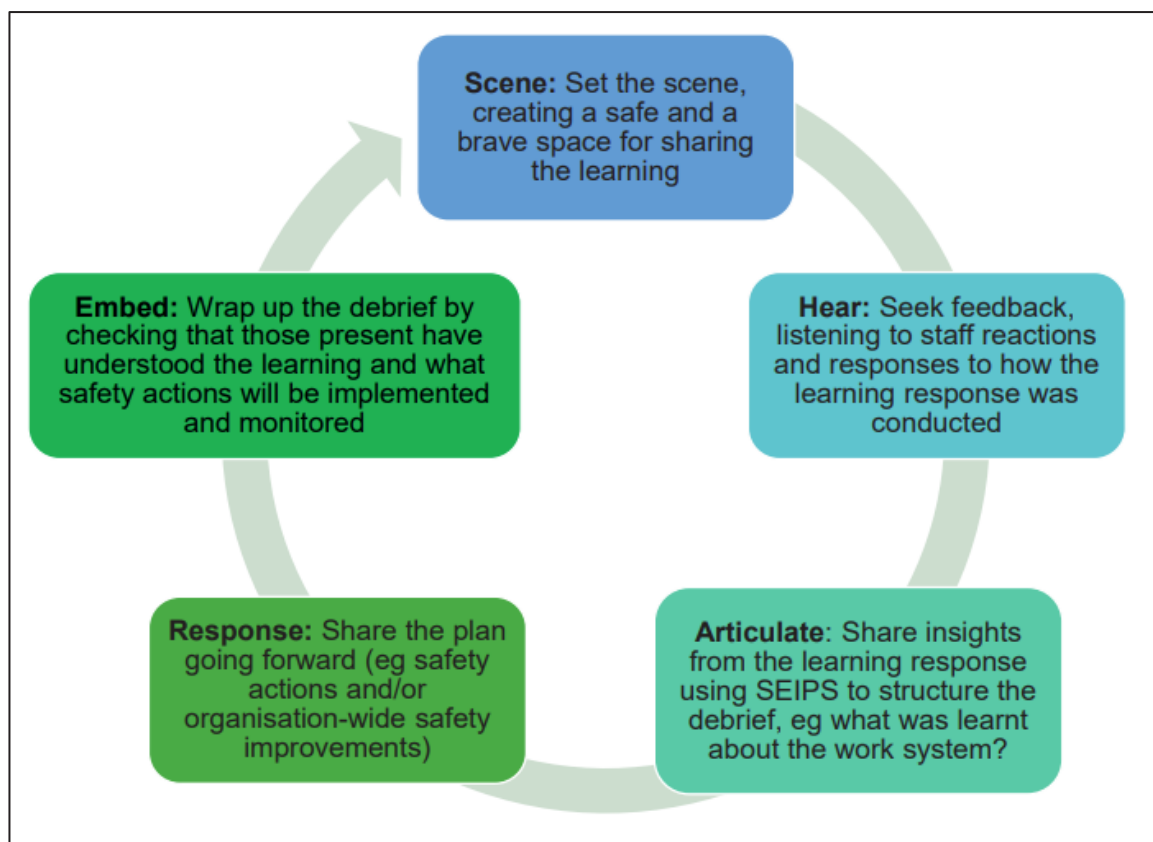 Scene: Set the scene,
creating a safe and a
brave space for sharing
the learning
Hear: Seek feedback,
listening to staff reactions
and responses to how the
learning response was
conducted
Articulate: Share insights
from the learning response
using SEIPS to structure the
debrief, eg what was learnt
about the work system?
Response: Share the plan
going forward (eg safety
actions and/or
organisation-wide safety
improvements)
Embed: Wrap up the debrief by
checking that those present have
understood the learning and what
safety actions will be implemented
and monitored